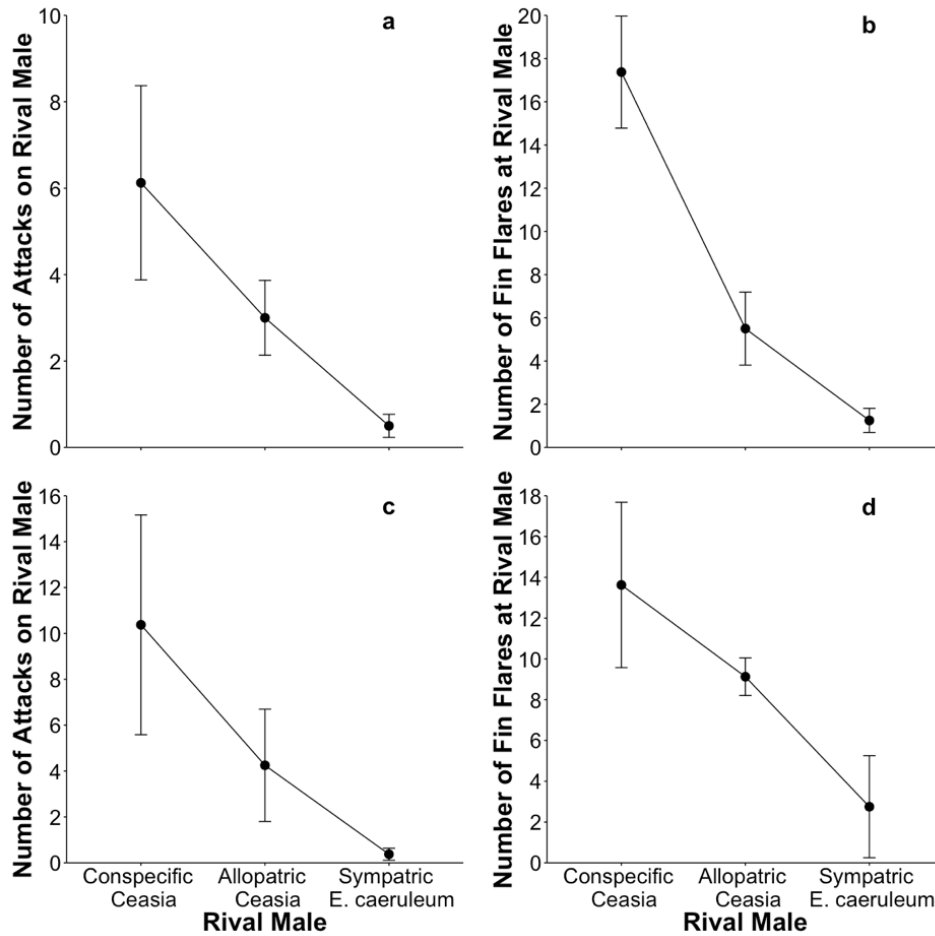 a
Number of Attacks on Rival Male
10
8
6
4
2
0
b
Number of Fin Flares at Rival Male
20
18
16
14
12
10
8
6
4
2
0
c
Number of Attacks on Rival Male
16
14
12
10
8
6
4
2
0
Conspecific Ceasia
Allopatric Ceasia
Sympatric E. caeruleum
Rival Male
d
Number of Fin Flares at Rival Male
18
16
14
12
10
8
6
4
2
0
Conspecific Ceasia
Allopatric Ceasia
Sympatric E. caeruleum
Rival Male